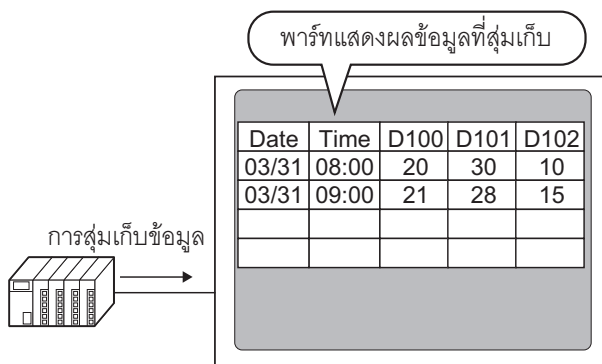 พาร์ทแสดงผลข้อมูลที่สุ่มเก็บ
Date Time D100 D101 D102
03/31 08:00 20 30 10
03/31 09:00 21 28 15
การสุ่มเก็บข้อมูล